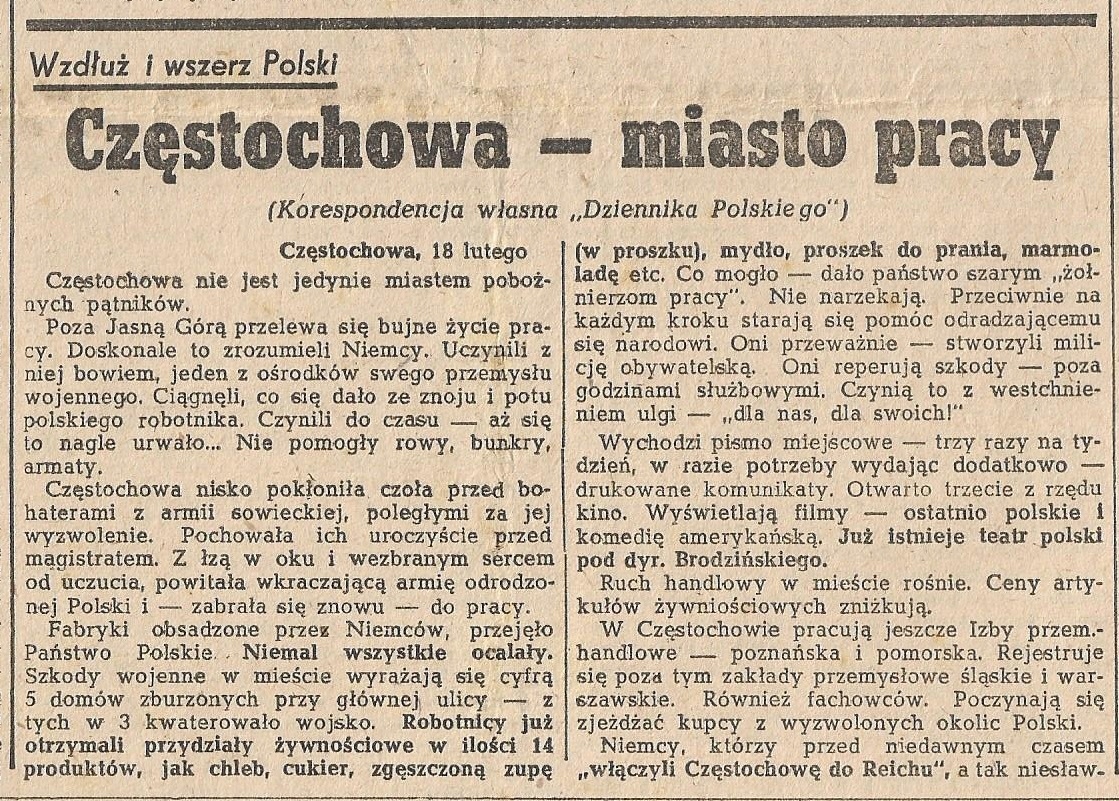 Wzdłuż i wszerz Polski
Częstochowa — miasto pracy
(Korespondencja własna „Dziennika Polskiego")
Częstochowa, 18 lutego
Częstochowa nie jest jedynie miastem poboż-
nych pątników.
Poza Jasną Górą przelewa się bujne życie pra-
cy. Doskonale to zrozumieli Niemcy. Uczynili z
niej bowiem, jeden z ośrodków swego przemysłu
wojennego. Ciągnęli, co się dało ze znoju i potu
polskiego robotnika. Czynili do czasu — aż się
to nagle urwało... Nie pomogły rowy, bunkry,
armaty.
Częstochowa nisko pokłoniła czoła przed bo-
haterami z armii sowieckiej, poległymi za jej
wyzwolenie. Pochowała ich uroczyście przed
magistratem. Z łzą w oku i wezbranym sercem
od uczucia, powitała wkraczającą armię odrodzo-
nej Polski i — zabrała się znowu — do pracy.
Fabryki obsadzone przez Niemców, przejęło
Państwo Polskie. Niemal wszystkie ocalały.
Szkody wojenne w mieście wyrażają się cyfrą
5 domów zburzonych przy głównej ulicy — z
tych w 3 kwaterowało wojsko. Robotnicy już
otrzymali przydziały żywnościowe w ilości 14
produktów, jak chleb, cukier, zgęszczoną zupę
(w proszku), mydło, proszek do prania, marmo-
ladę etc. Co mogło — dało państwo szarym „żoł-
nierzom pracy". Nie narzekają. Przeciwnie na
każdym kroku starają się pomóc odradzającemu
się narodowi. Oni przeważnie — stworzyli mili-
cję obywatelską. Oni reperują szkody — poza
godzinami służbowymi. Czynią to z westchnie-
niem ulgi — „dla nas, dla swoich!"
Wychodzi pismo miejscowe — trzy razy na ty-
dzień, w razie potrzeby wydając dodatkowo —
drukowane komunikaty. Otwarto trzecie z rzędu
kino. Wyświetlają filmy — ostatnio polskie i
komedię amerykańską. Już istnieje teatr polski
pod dyr. Brodzińskiego.
Ruch handlowy w mieście rośnie. Ceny arty-
kułów żywniościowych zniżkują.
W Częstochowie pracują jeszcze Izby przem.-
handlowe — poznańska i pomorska. Rejestruje
się poza tym zakłady przemysłowe śląskie i war-
szawskie. Również fachowców. Poczynają się
zjeżdżać kupcy z wyzwolonych okolic Polski.
Niemcy, którzy przed niedawnym czasem
„włączyli Częstochowę do Reichu", a tak niesław-